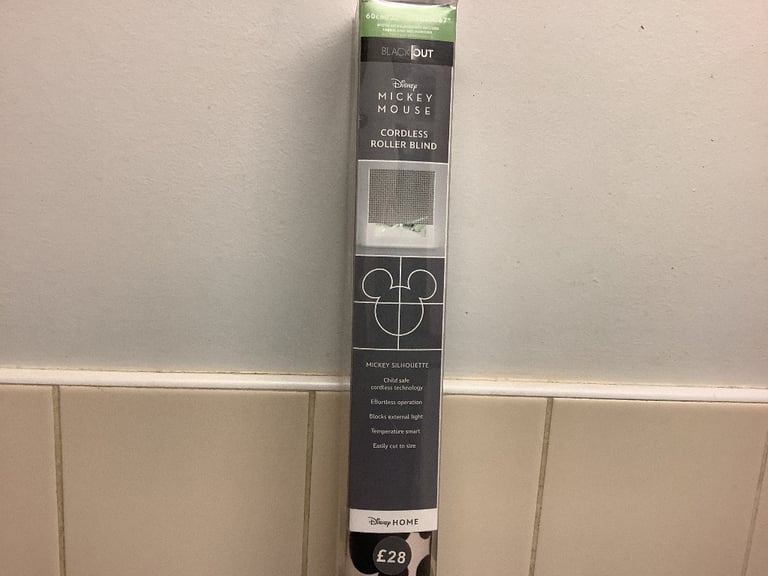 BLACKOUT
Disney
MICKEY
MOUSE
CORDLESS
ROLLER BLIND
MICKEY SILHOUETTE
Child safe
cordless technology
Effortless operation
Blocks external light
Temperature smart
Easily cut to size
Disney HOME
£28